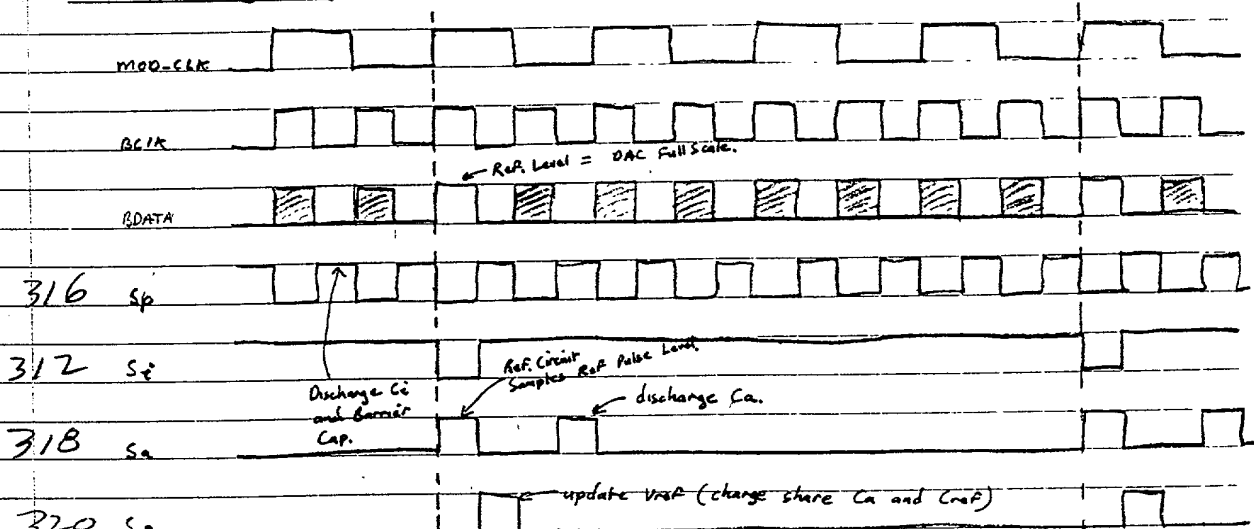 MOD-CLK
BCLK
← Ref. Level = DAC Full Scale.
BDATA
316 Sp
312 Si
Ref. Circuit
Samples Ref Pulse Level.
Discharge Ci
and Barrier
Cap.
discharge Ca.
318 Sa
update Vref (charge share Ca and Cref)
320